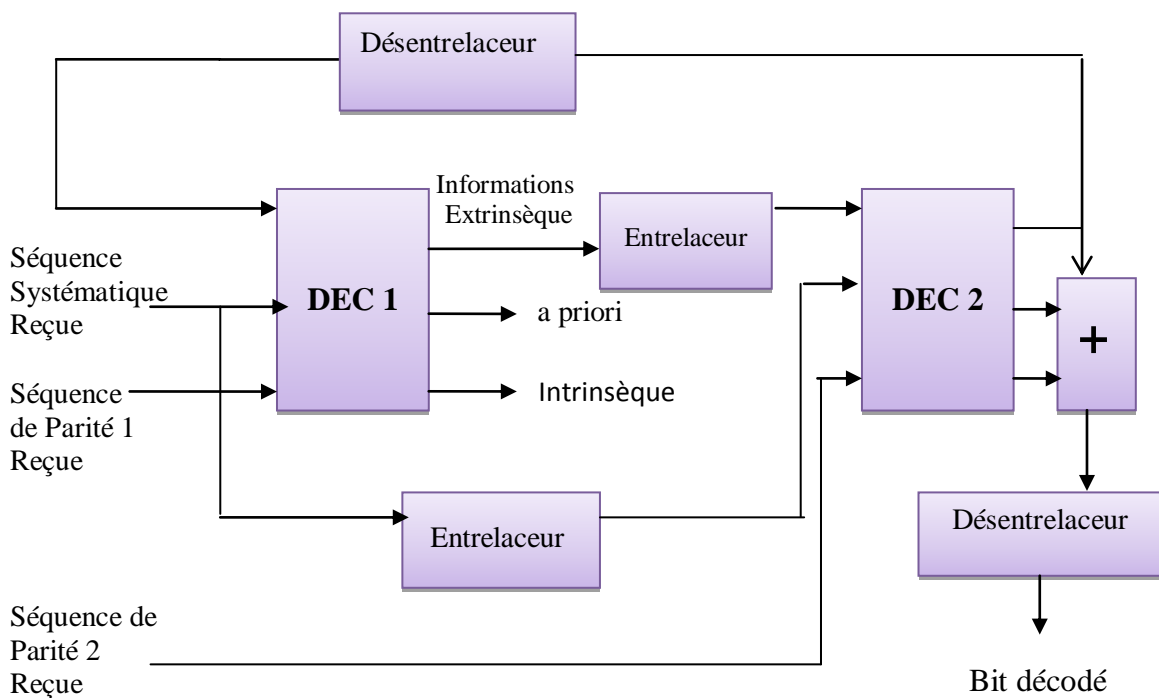 Désentrelaceur
Informations
Extrinsèque
Entrelaceur
Séquence
Systématique
Reçue
DEC 1
a priori
DEC 2
+
Séquence
de Parité 1
Reçue
Intrinsèque
Entrelaceur
Désentrelaceur
Séquence de
Parité 2
Reçue
Bit décodé